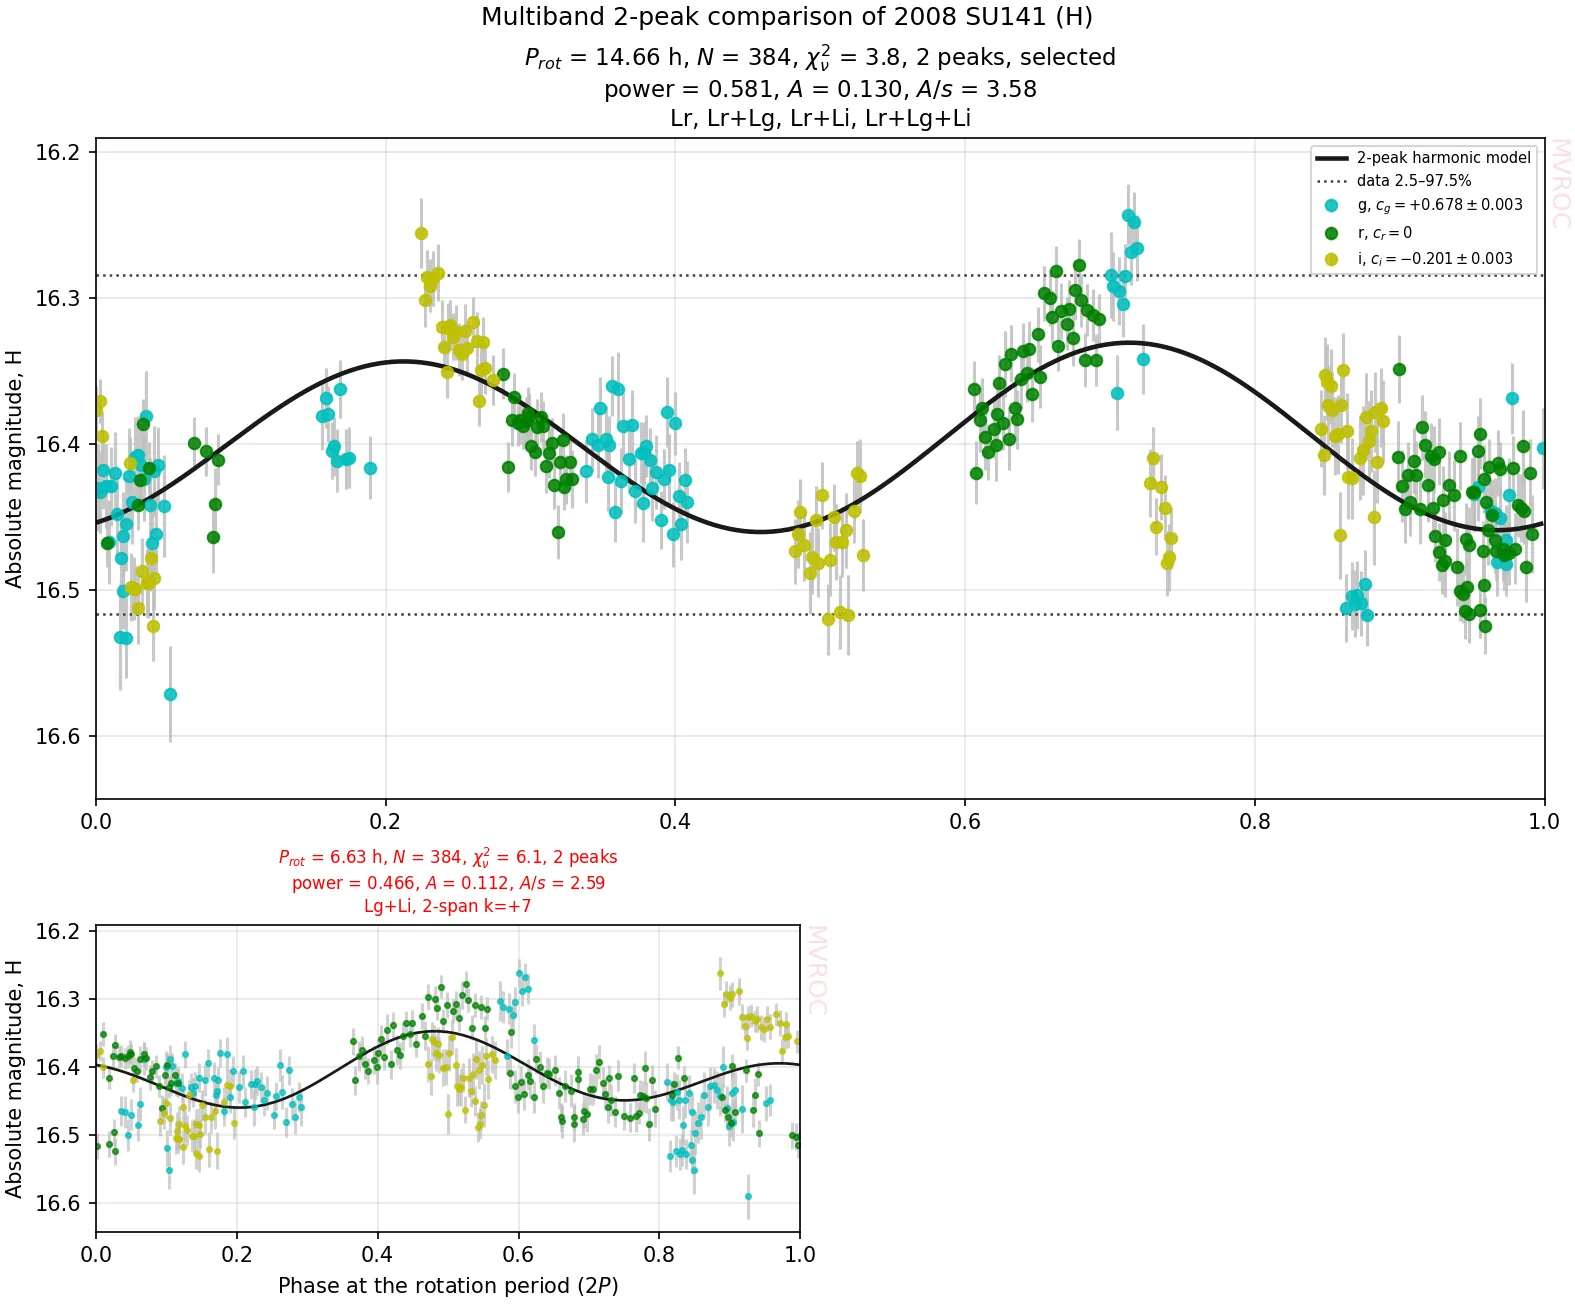 Multiband 2-peak comparison of 2008 SU141 (H)
P_rot = 14.66 h, N = 384, χ²_ν = 3.8, 2 peaks, selected
power = 0.581, A = 0.130, A/s = 3.58
Lr, Lr+Lg, Lr+Li, Lr+Lg+Li
2-peak harmonic model
data 2.5–97.5%
g, c_g = +0.678 ± 0.003
r, c_r = 0
i, c_i = −0.201 ± 0.003
MVROC
Absolute magnitude, H
16.2
16.3
16.4
16.5
16.6
0.0 0.2 0.4 0.6 0.8 1.0
P_rot = 6.63 h, N = 384, χ²_ν = 6.1, 2 peaks
power = 0.466, A = 0.112, A/s = 2.59
Lg+Li, 2-span k=+7
MVROC
Absolute magnitude, H
16.2
16.3
16.4
16.5
16.6
0.0 0.2 0.4 0.6 0.8 1.0
Phase at the rotation period (2P)